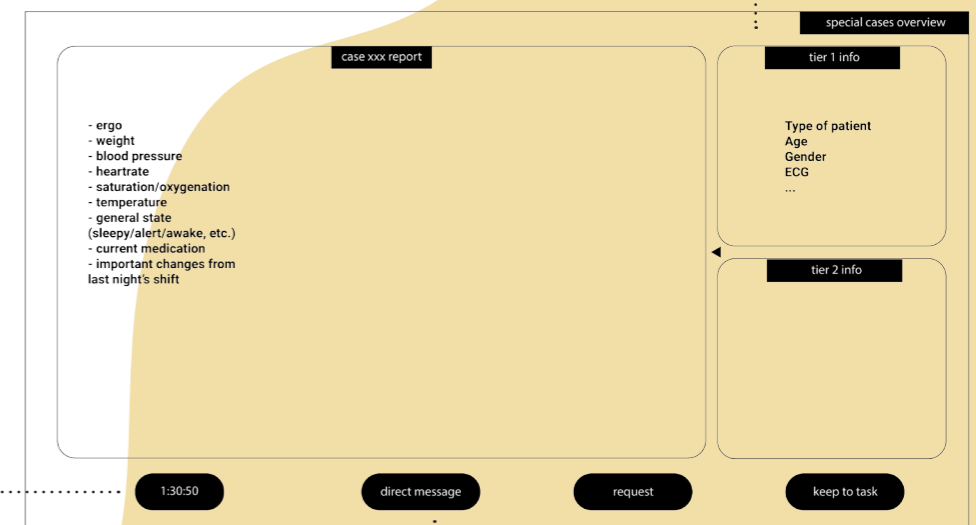 special cases overview
case xxx report
- ergo
- weight
- blood pressure
- heartrate
- saturation/oxygenation
- temperature
- general state
(sleepy/alert/awake, etc.)
- current medication
- important changes from
last night's shift
tier 1 info
Type of patient
Age
Gender
ECG
...
tier 2 info
1:30:50
direct message
request
keep to task